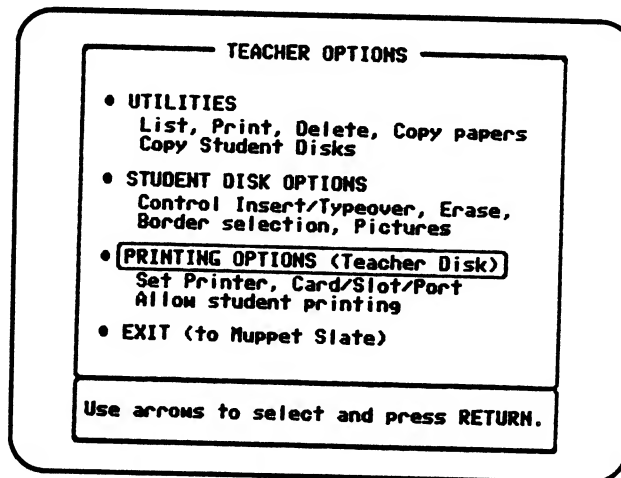 TEACHER OPTIONS
• UTILITIES
List, Print, Delete, Copy papers
Copy Student Disks
• STUDENT DISK OPTIONS
Control Insert/Typeover, Erase,
Border selection, Pictures
• PRINTING OPTIONS (Teacher Disk)
Set Printer, Card/Slot/Port
Allow student printing
• EXIT (to Muppet Slate)
Use arrows to select and press RETURN.